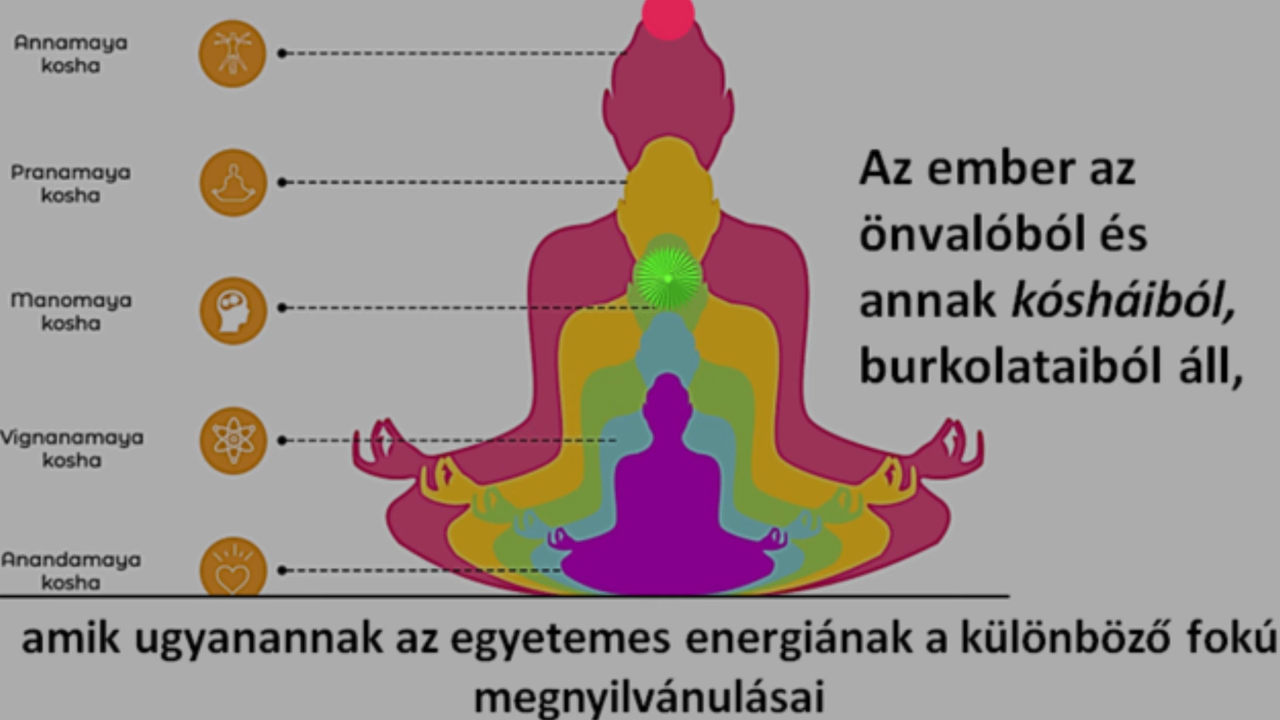 Annamaya
kosha
Pranamaya
kosha
Manomaya
kosha
Vignanamaya
kosha
Anandamaya
kosha
Az ember az
önvalóból és
annak kósháiból,
burkolataiból áll,
amik ugyanannak az egyetemes energiának a különböző fokú
megnyilvánulásai